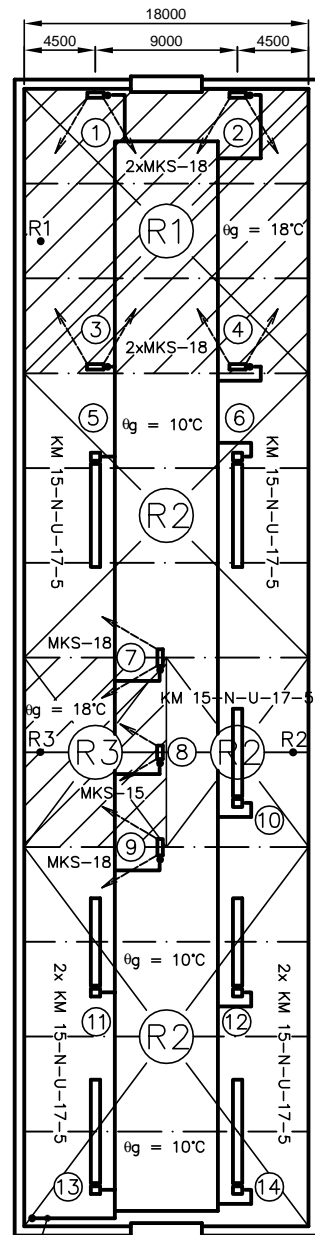 18000
4500 9000 4500
1 2
2xMKS-18
R1 R1 θg = 18°C
3 4
2xMKS-18
5 θg = 10°C 6
KM 15-N-U-17-5 KM 15-N-U-17-5
R2
MKS-18 7
θg = 18°C KM 15-N-U-17-5
R3 R3 8 R2 R2
MKS-15
MKS-18 9 10
θg = 10°C
2x KM 15-N-U-17-5 2x KM 15-N-U-17-5
11 R2 12
θg = 10°C
13 14